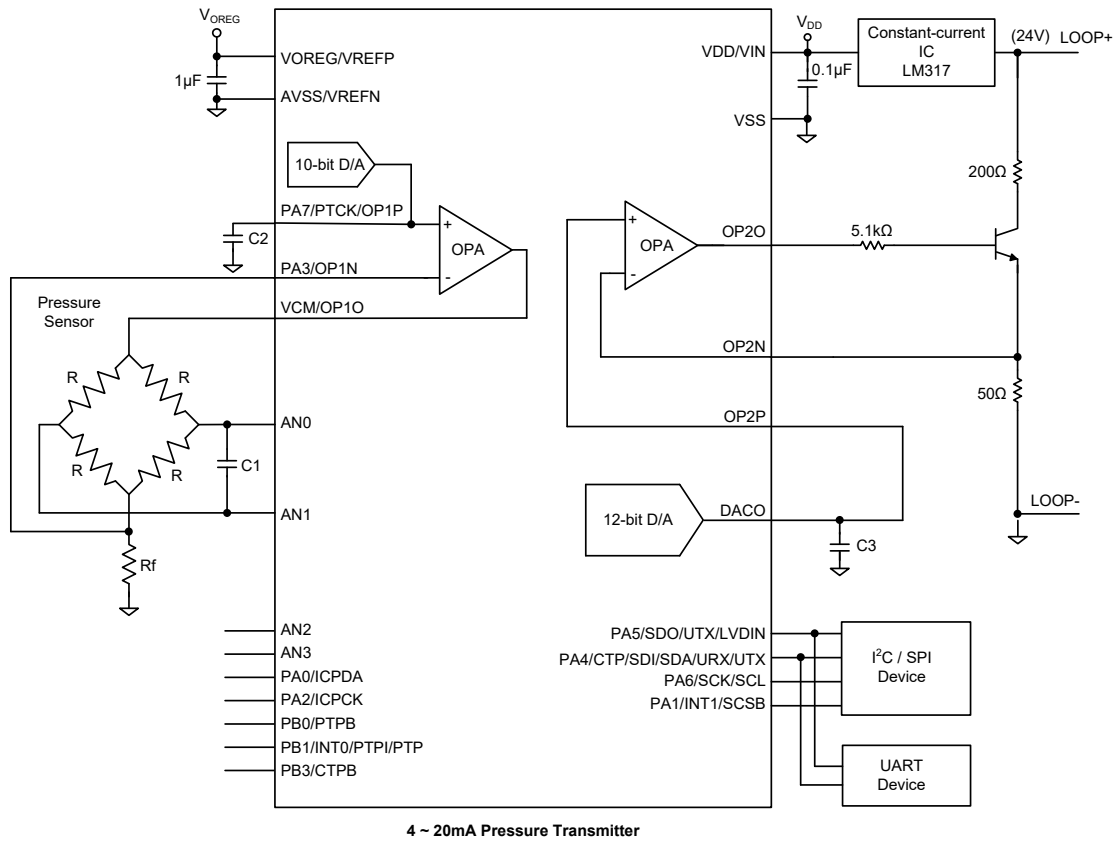 V_OREG
1µF
VOREG/VREFP
AVSS/VREFN
10-bit D/A
PA7/PTCK/OP1P
C2
+
-
OPA
PA3/OP1N
VCM/OP1O
Pressure
Sensor
R
R
R
R
AN0
C1
AN1
Rf
AN2
AN3
PA0/ICPDA
PA2/ICPCK
PB0/PTPB
PB1/INT0/PTPI/PTP
PB3/CTPB
V_DD
VDD/VIN
0.1µF
VSS
Constant-current
IC
LM317
(24V)
LOOP+
200Ω
+
-
OPA
OP2O
5.1kΩ
OP2N
50Ω
OP2P
LOOP-
12-bit D/A
DACO
C3
PA5/SDO/UTX/LVDIN
PA4/CTP/SDI/SDA/URX/UTX
PA6/SCK/SCL
PA1/INT1/SCSB
I²C / SPI
Device
UART
Device
4 ~ 20mA Pressure Transmitter